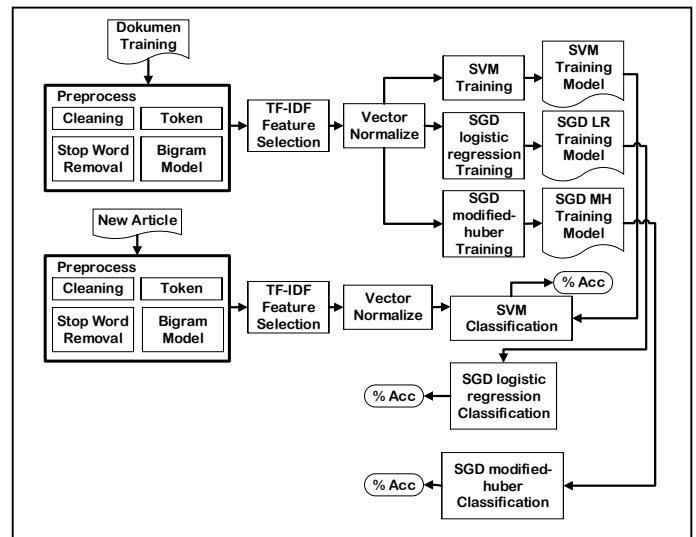 Dokumen
Training
Preprocess
Cleaning
Token
Stop Word
Removal
Bigram
Model
TF-IDF
Feature
Selection
Vector
Normalize
SVM
Training
SVM
Training
Model
SGD
logistic
regression
Training
SGD LR
Training
Model
SGD
modified-
huber
Training
SGD MH
Training
Model
New Article
Preprocess
Cleaning
Token
Stop Word
Removal
Bigram
Model
TF-IDF
Feature
Selection
Vector
Normalize
SVM
Classification
% Acc
SGD logistic
regression
Classification
% Acc
SGD modified-
huber
Classification
% Acc